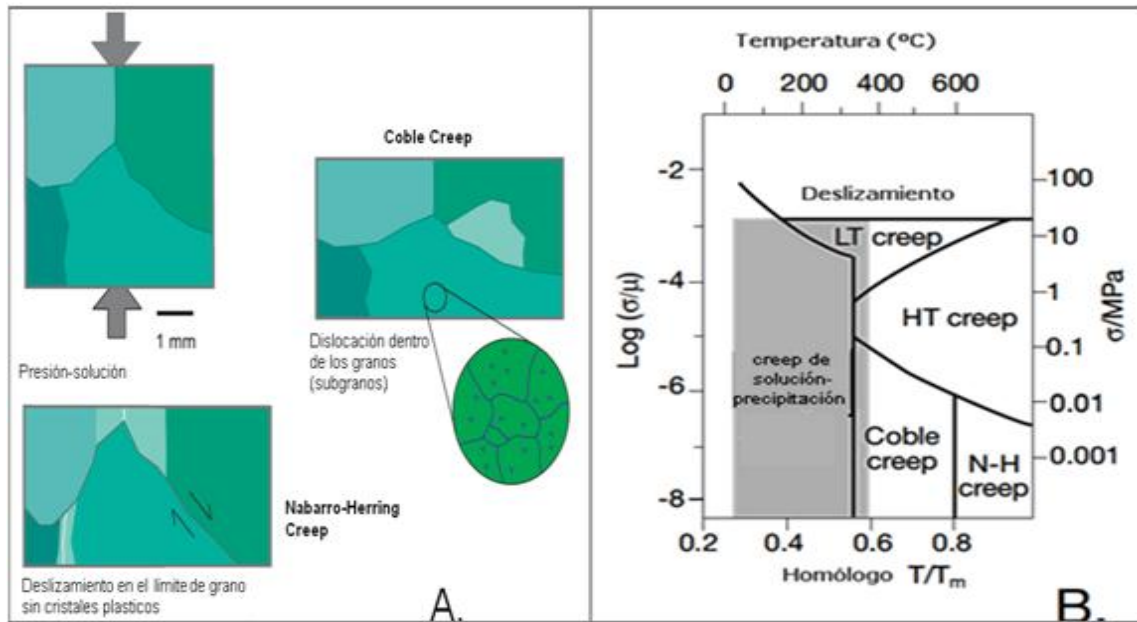 1 mm
Presión-solución
Coble Creep
Dislocación dentro
de los granos
(subgranos)
Nabarro-Herring
Creep
Deslizamiento en el límite de grano
sin cristales plasticos
A.
Temperatura (ºC)
0 200 400 600
Log (σ/μ)
-2
-4
-6
-8
Deslizamiento
LT creep
HT creep
creep de
solución-
precipitación
Coble
creep
N-H
creep
100
10
1
0.1
0.01
0.001
σ/MPa
0.2 0.4 0.6 0.8
Homólogo T/Tm
B.